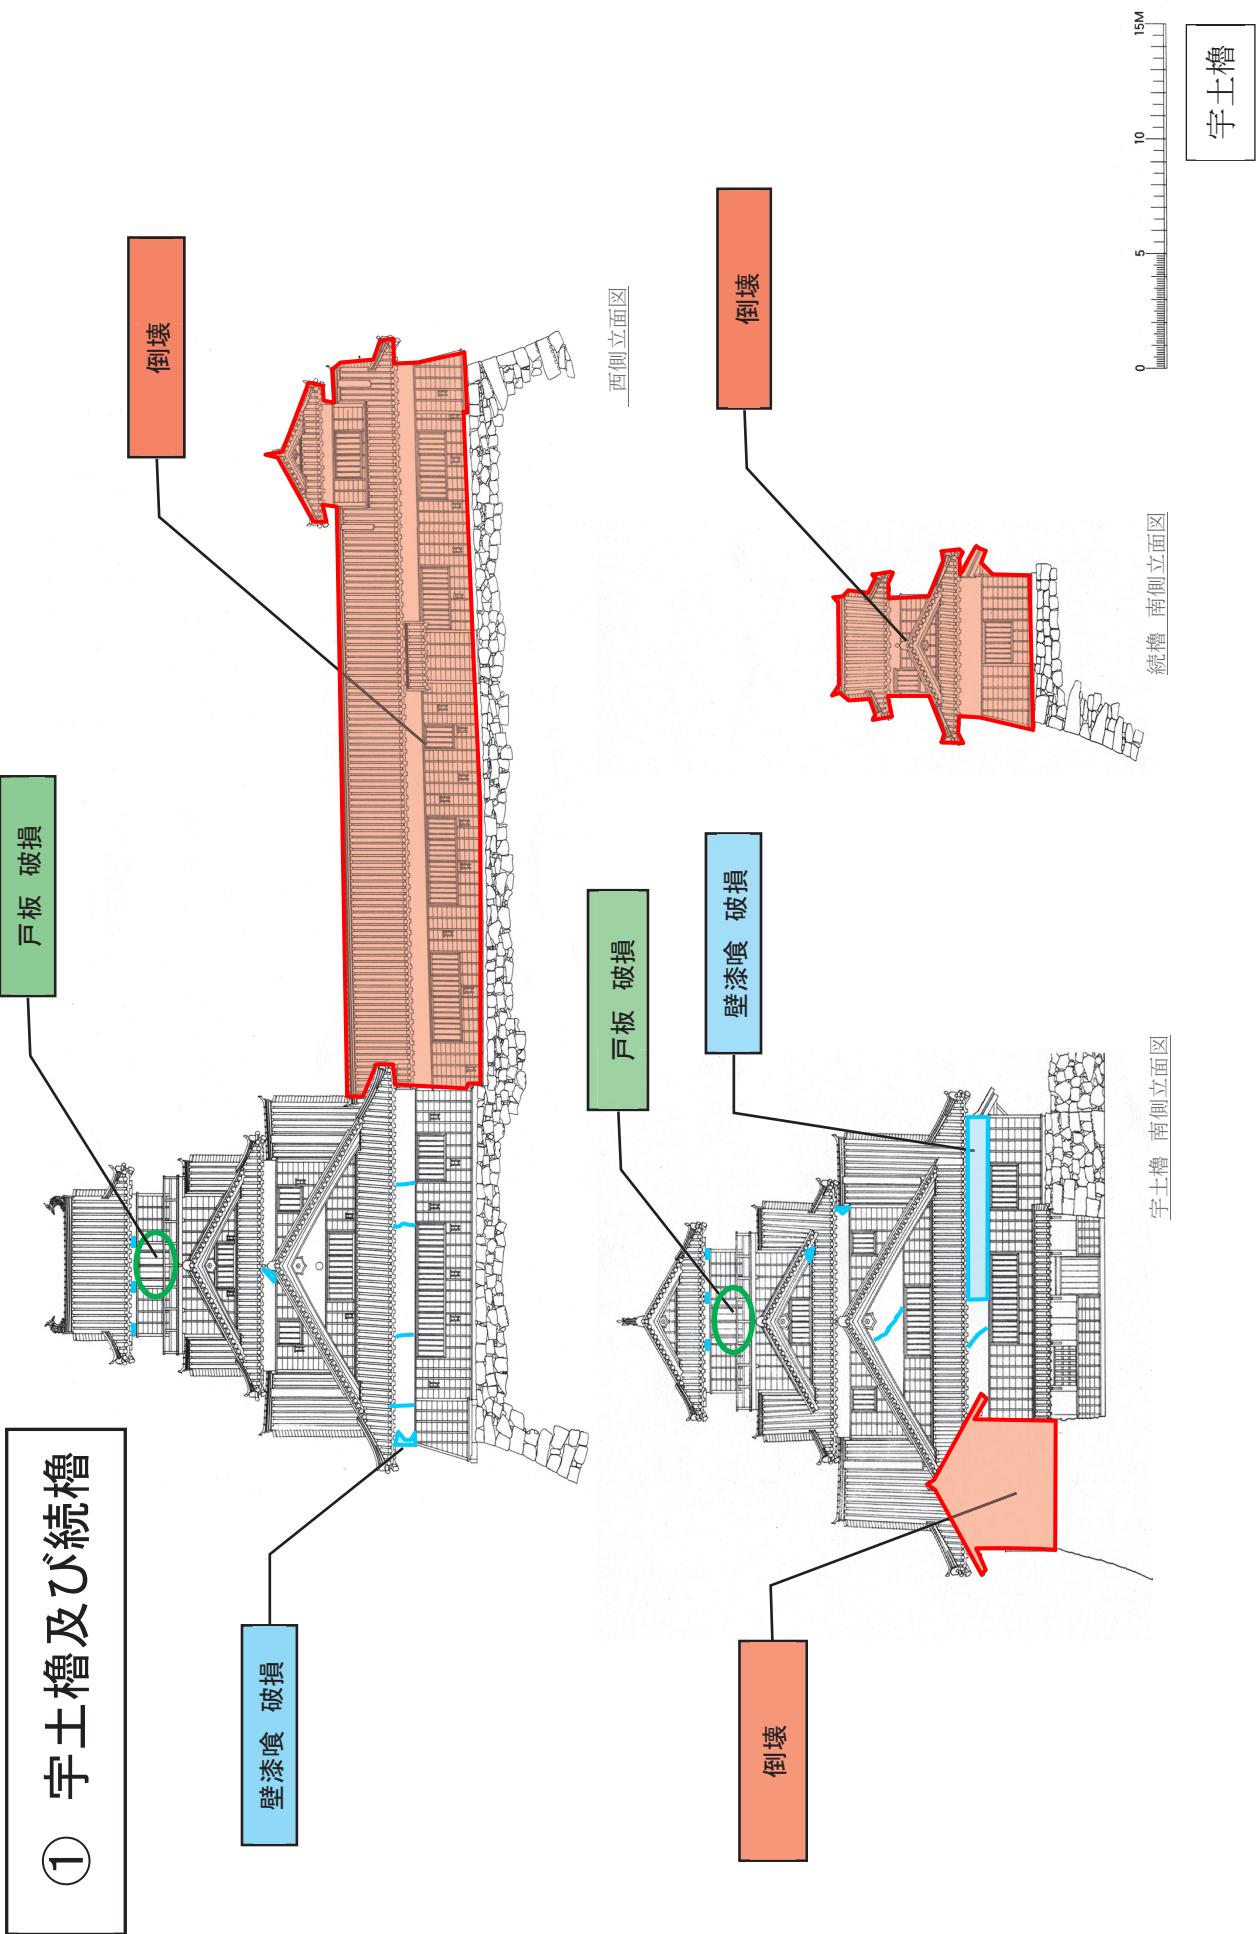 ① 宇土櫓及び続櫓
戸板 破損
倒壊
壁漆喰 破損
西側立面図
戸板 破損
壁漆喰 破損
倒壊
倒壊
宇土櫓 南側立面図
続櫓 南側立面図
0 5 10 15M
宇土櫓